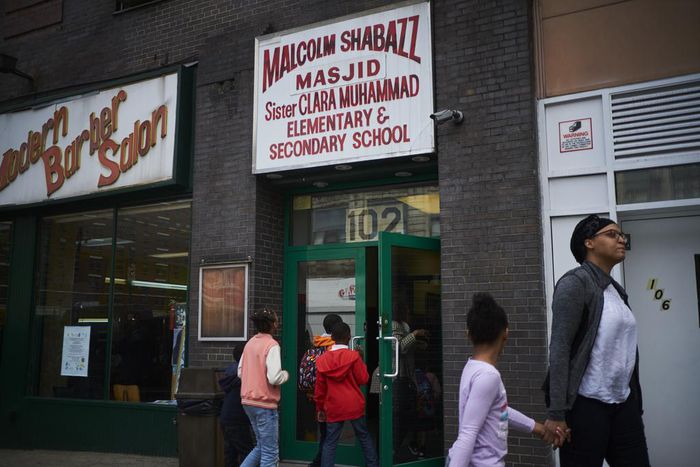 Modern Barber Salon
MALCOLM SHABAZZ
MASJID
Sister CLARA MUHAMMAD
ELEMENTARY &
SECONDARY SCHOOL
102
WARNING
106